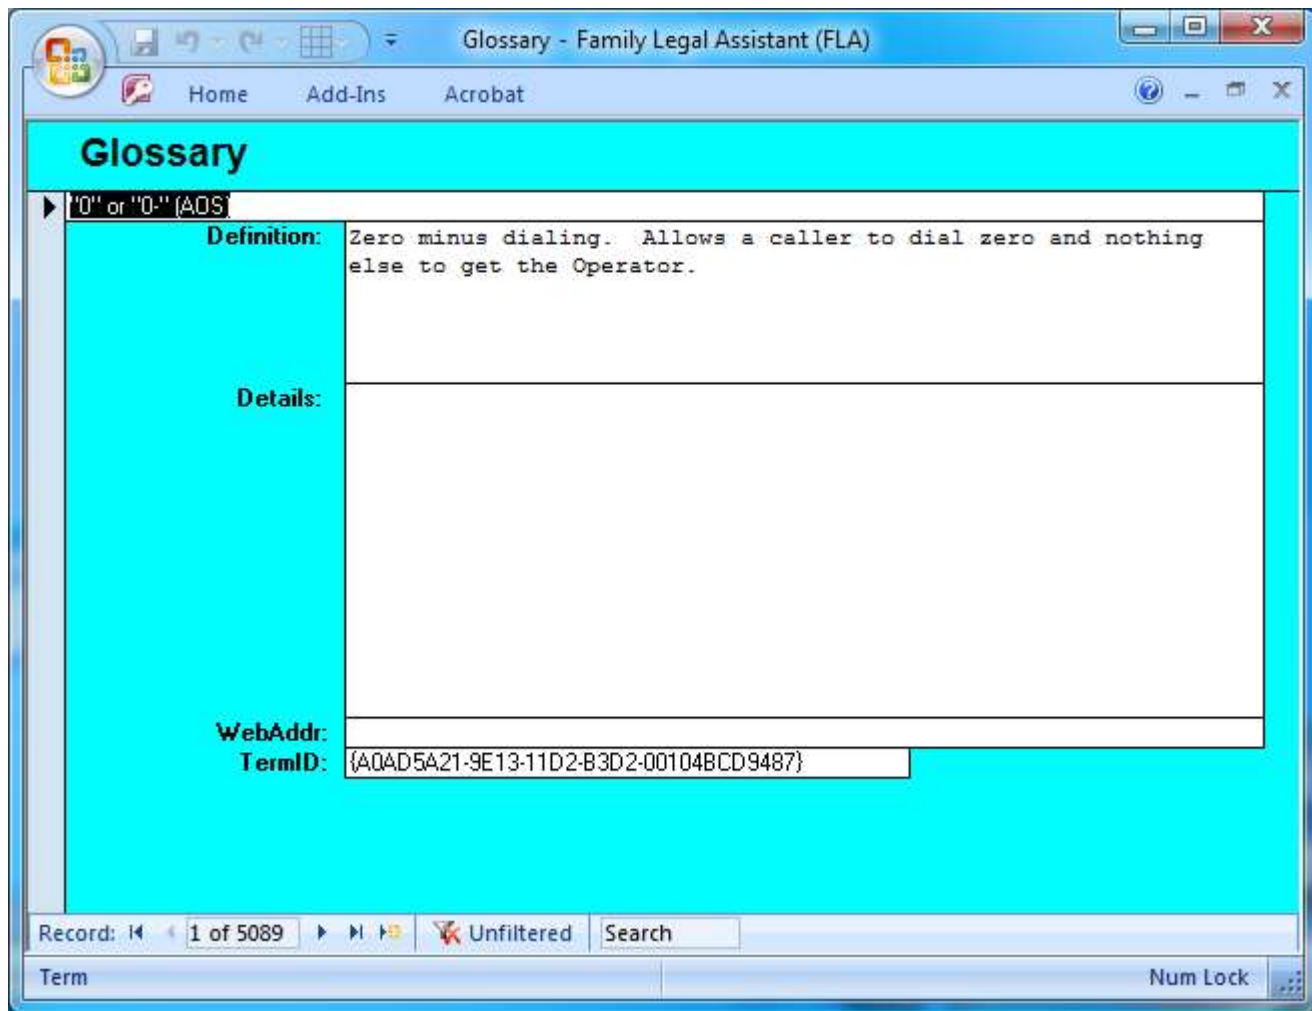 Glossary - Family Legal Assistant (FLA)
Home Add-Ins Acrobat
Glossary
"0" or "0-" (AOS)
Definition: Zero minus dialing. Allows a caller to dial zero and nothing
else to get the Operator.
Details:
WebAddr:
TermID: {A0AD5A21-9E13-11D2-B3D2-00104BCD9487}
Record: 1 of 5089 Unfiltered Search
Term Num Lock